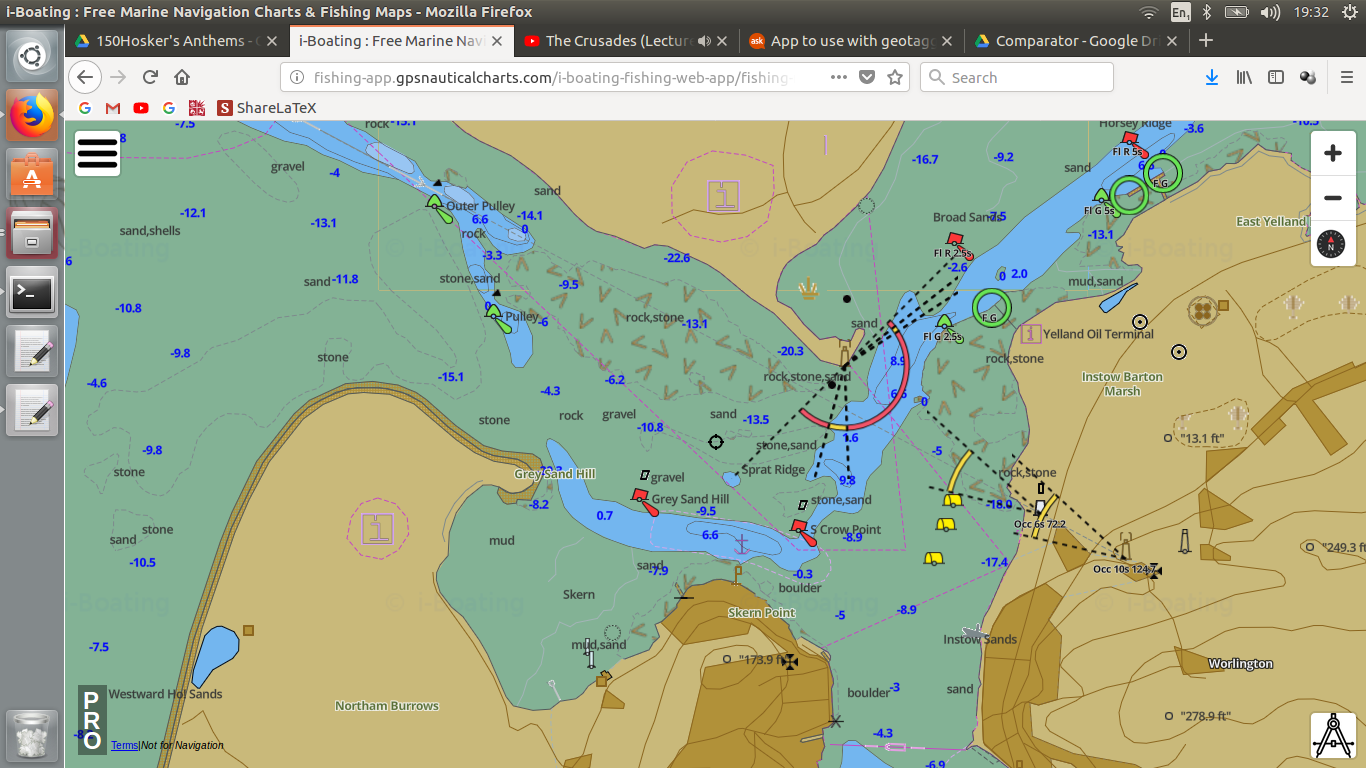 i-Boating : Free Marine Navigation Charts & Fishing Maps - Mozilla Firefox
En1
19:32
150Hosker's Anthems -
i-Boating : Free Marine Navi
The Crusades (Lecture
ask
App to use with geotagg
Comparator - Google Dri
fishing-app.gpsnauticalcharts.com/i-boating-fishing-web-app/fishing-
Search
ShareLaTeX
-7.5
rock
-13.1
Horsey Ridge
-3.6
-10.5
Fl R 5s
gravel
-4
-16.7
-9.2
sand
F G
sand
Outer Pulley
-14.1
Fl G 5s
-12.1
-13.1
6.6
0
Broad Sands
-7.5
East Yelland
sand,shells
rock
-13.1
Fl R 2.5s
-3.3
-22.6
-2.6
0
2.0
6
sand
-11.8
stone,sand
-9.5
mud,sand
-10.8
0
Pulley
-6
rock,stone
-13.1
sand
F G
Fl G 2.5s
Yelland Oil Terminal
-9.8
stone
-20.3
8.9
rock,stone
-4.6
-15.1
-6.2
rock,stone,sand
Instow Barton
Marsh
-4.3
0
stone
rock
gravel
sand
-13.5
-10.8
1.6
"13.1 ft"
-9.8
stone,sand
-5
stone
Grey Sand Hill
gravel
Sprat Ridge
rock,stone
9.8
Grey Sand Hill
stone,sand
-8.2
-18.0
0.7
-9.5
Occ 6s 72.2
stone
S Crow Point
sand
mud
6.6
-8.9
"249.3 ft
-10.5
sand
-7.9
-0.3
-17.4
Occ 10s 124.7
boulder
Skern
© i-Boating
Skern Point
-5
-8.9
-7.5
mud,sand
Instow Sands
"173.9 ft"
Worlington
Westward Ho! Sands
boulder
-3
sand
Northam Burrows
"278.9 ft"
PRO
-4.3
Terms|Not for Navigation
-6.9